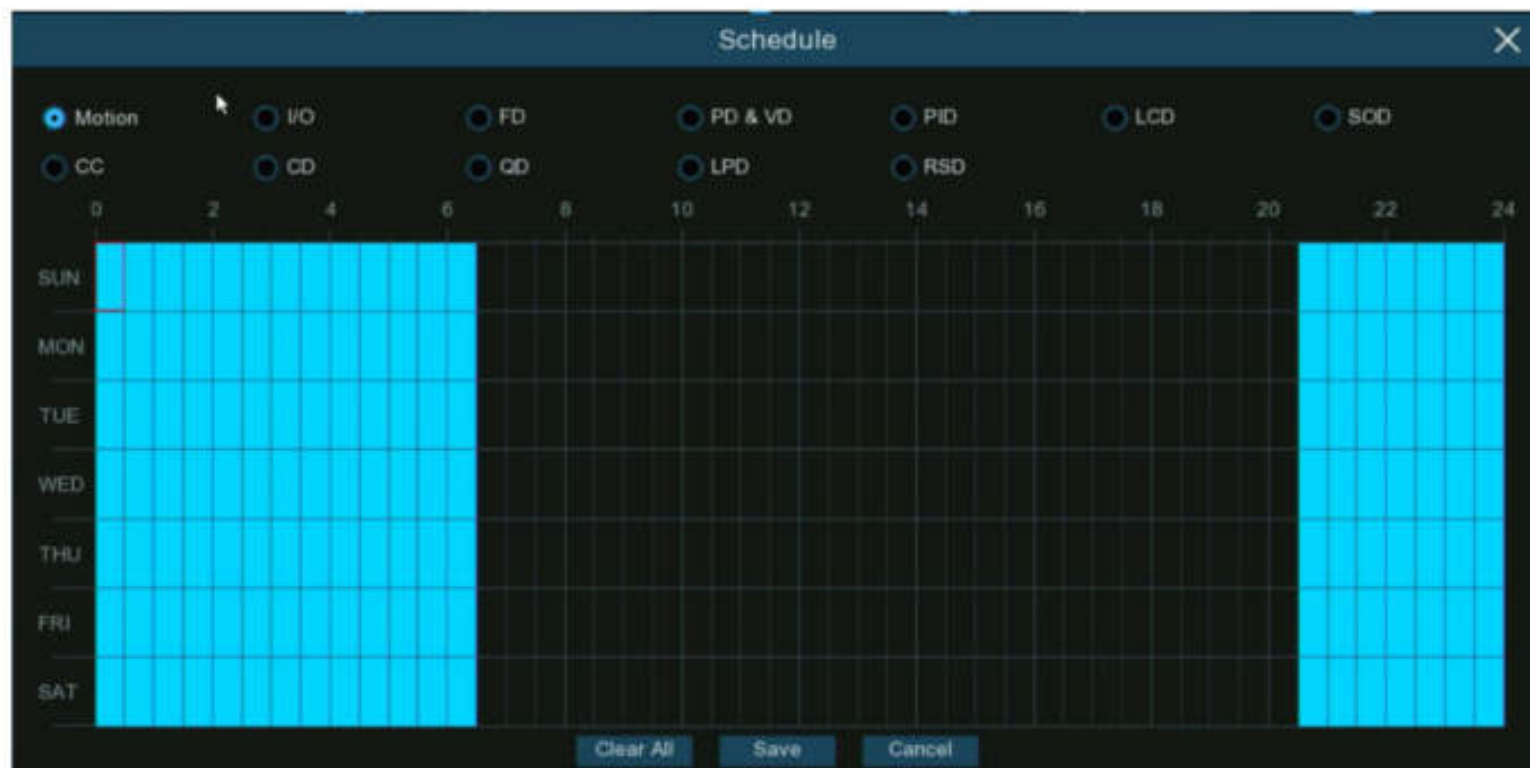 Schedule
Motion I/O FD PD & VD PID LCD SOD
CC CD QD LPD RSD
0 2 4 6 8 10 12 14 16 18 20 22 24
SUN
MON
TUE
WED
THU
FRI
SAT
Clear All Save Cancel